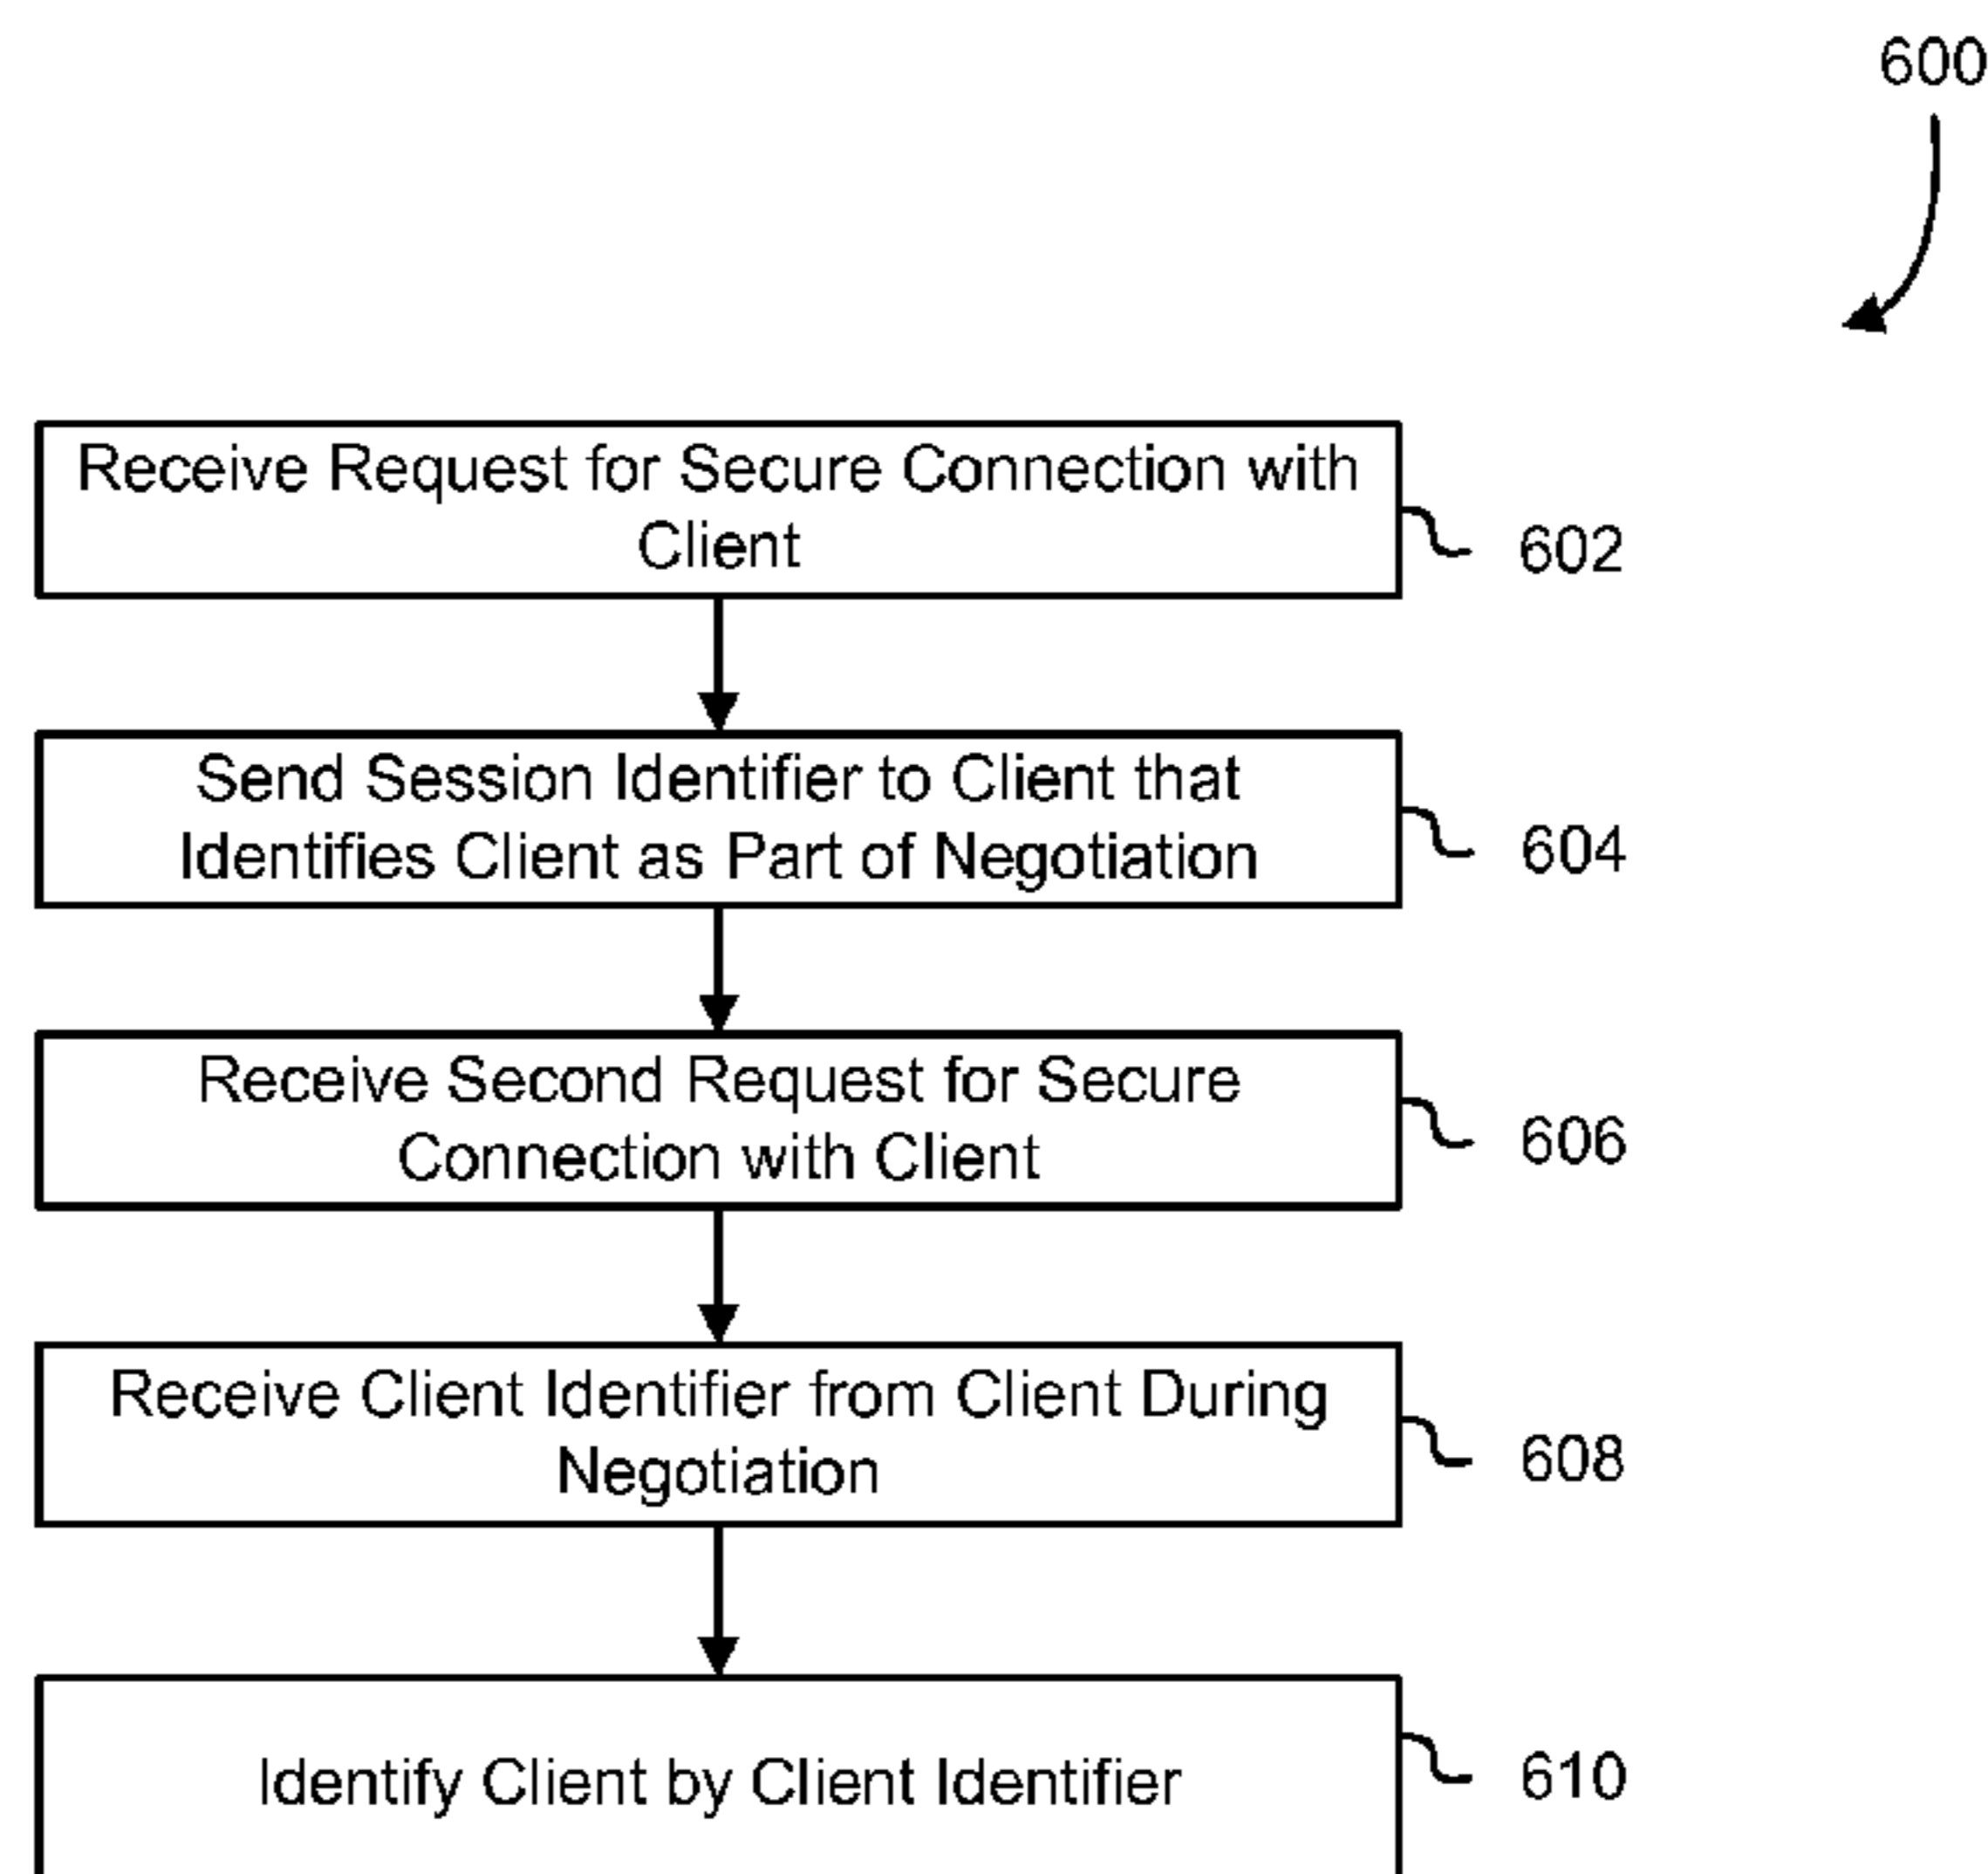 600
Receive Request for Secure Connection with
Client
602
Send Session Identifier to Client that
Identifies Client as Part of Negotiation
604
Receive Second Request for Secure
Connection with Client
606
Receive Client Identifier from Client During
Negotiation
608
Identify Client by Client Identifier
610